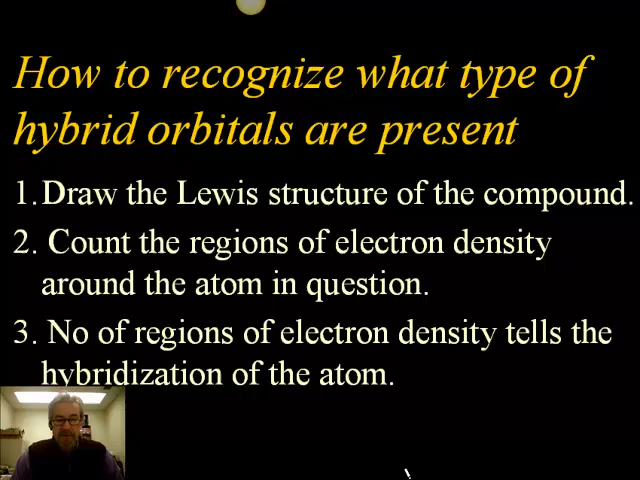 How to recognize what type of
hybrid orbitals are present
1. Draw the Lewis structure of the compound.
2. Count the regions of electron density
around the atom in question.
3. No of regions of electron density tells the
hybridization of the atom.